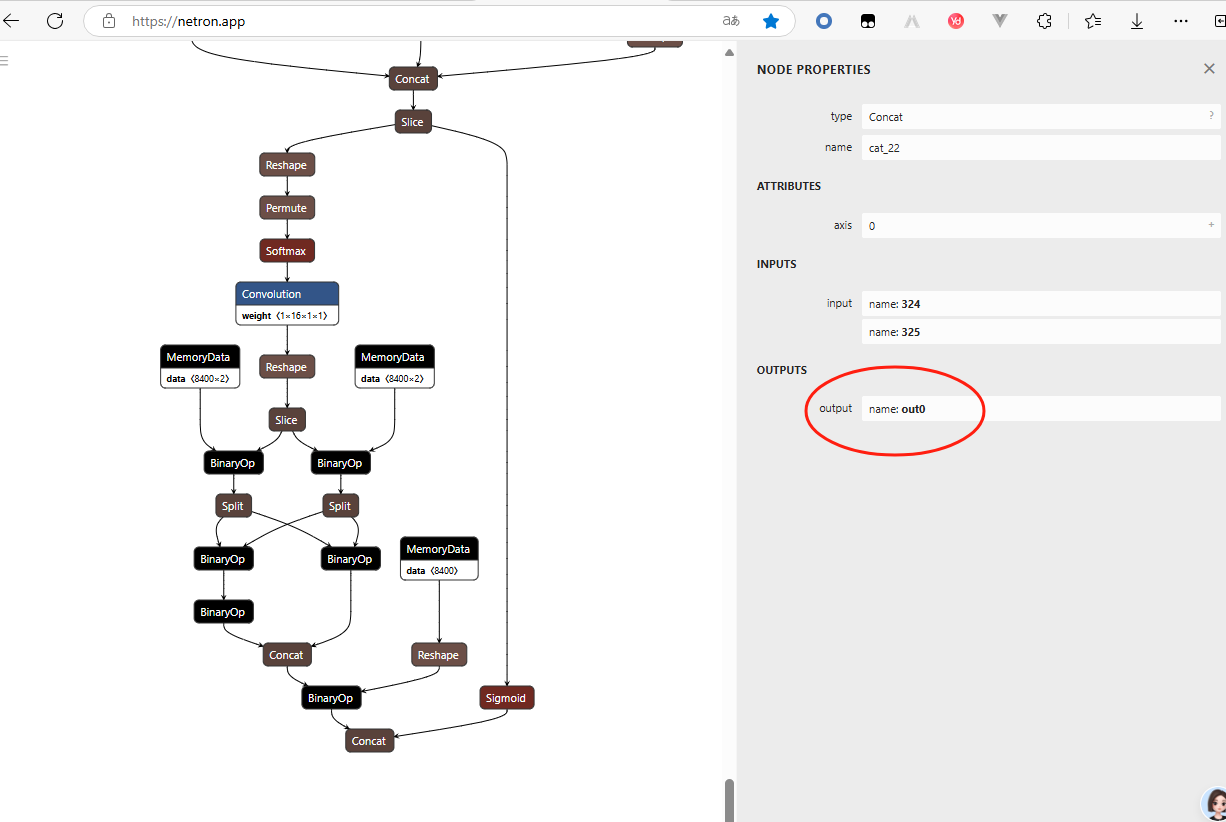 https://netron.app
aあ
Yd
Concat
Slice
Reshape
Permute
Softmax
Convolution
weight 〈1×16×1×1〉
MemoryData
data 〈8400×2〉
Reshape
MemoryData
data 〈8400×2〉
Slice
BinaryOp
BinaryOp
Split
Split
BinaryOp
BinaryOp
MemoryData
data 〈8400〉
BinaryOp
Concat
Reshape
BinaryOp
Sigmoid
Concat
NODE PROPERTIES
type Concat ?
name cat_22
ATTRIBUTES
axis 0 +
INPUTS
input name: 324
name: 325
OUTPUTS
output name: out0